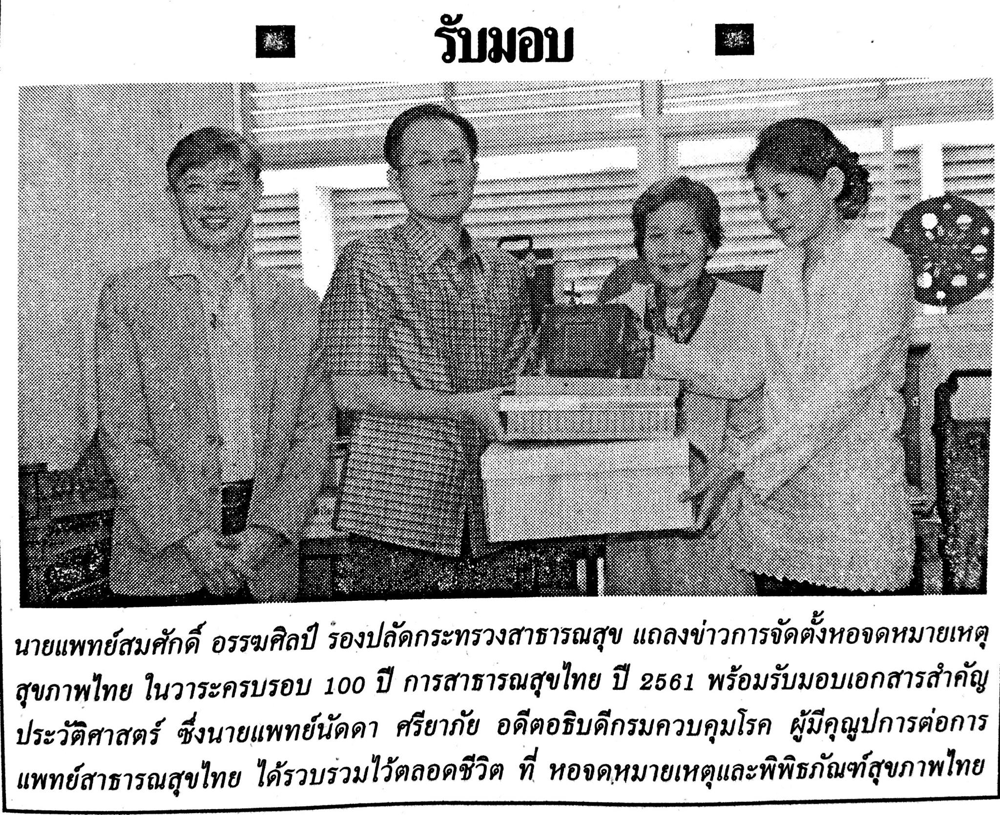 รับมอบ
นายแพทย์สมศักดิ์ อรรฆศิลป์ รองปลัดกระทรวงสาธารณสุข แถลงข่าวการจัดตั้งหอจดหมายเหตุ
สุขภาพไทย ในวาระครบรอบ 100 ปี การสาธารณสุขไทย ปี 2561 พร้อมรับมอบเอกสารสำคัญ
ประวัติศาสตร์ ซึ่งนายแพทย์นัดดา ศรียาภัย อดีตอธิบดีกรมควบคุมโรค ผู้มีคุณูปการต่อการ
แพทย์สาธารณสุขไทย ได้รวบรวมไว้ตลอดชีวิต ที่ หอจดหมายเหตุและพิพิธภัณฑ์สุขภาพไทย